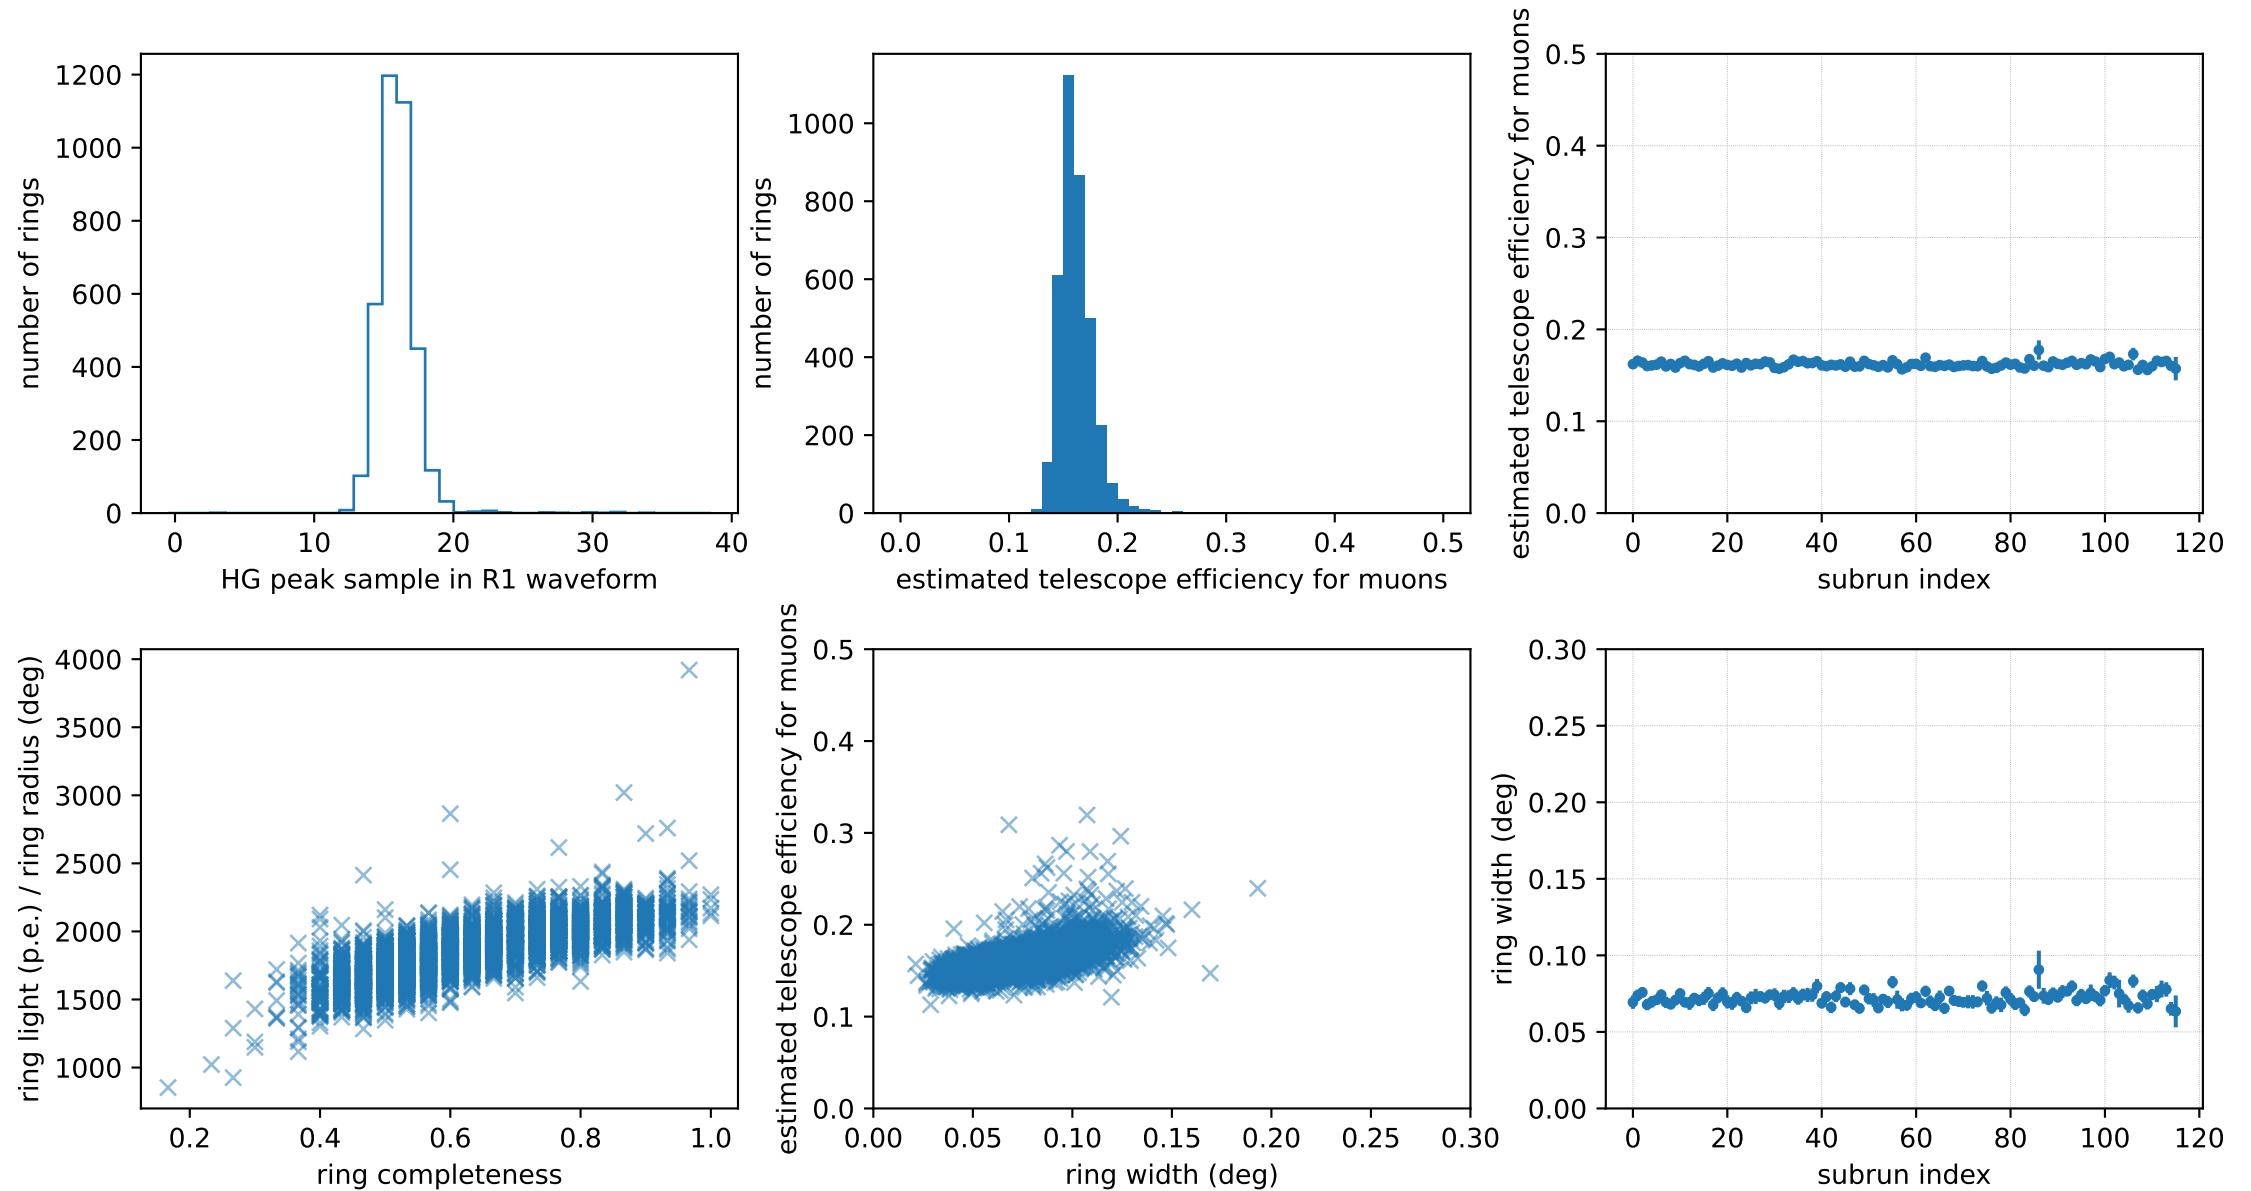 number of rings
1200
1000
800
600
400
200
0
0 10 20 30 40
HG peak sample in R1 waveform
number of rings
1000
800
600
400
200
0
0.0 0.1 0.2 0.3 0.4 0.5
estimated telescope efficiency for muons
estimated telescope efficiency for muons
0.5
0.4
0.3
0.2
0.1
0.0
0 20 40 60 80 100 120
subrun index
ring light (p.e.) / ring radius (deg)
4000
3500
3000
2500
2000
1500
1000
0.2 0.4 0.6 0.8 1.0
ring completeness
estimated telescope efficiency for muons
0.5
0.4
0.3
0.2
0.1
0.0
0.00 0.05 0.10 0.15 0.20 0.25 0.30
ring width (deg)
ring width (deg)
0.30
0.25
0.20
0.15
0.10
0.05
0.00
0 20 40 60 80 100 120
subrun index